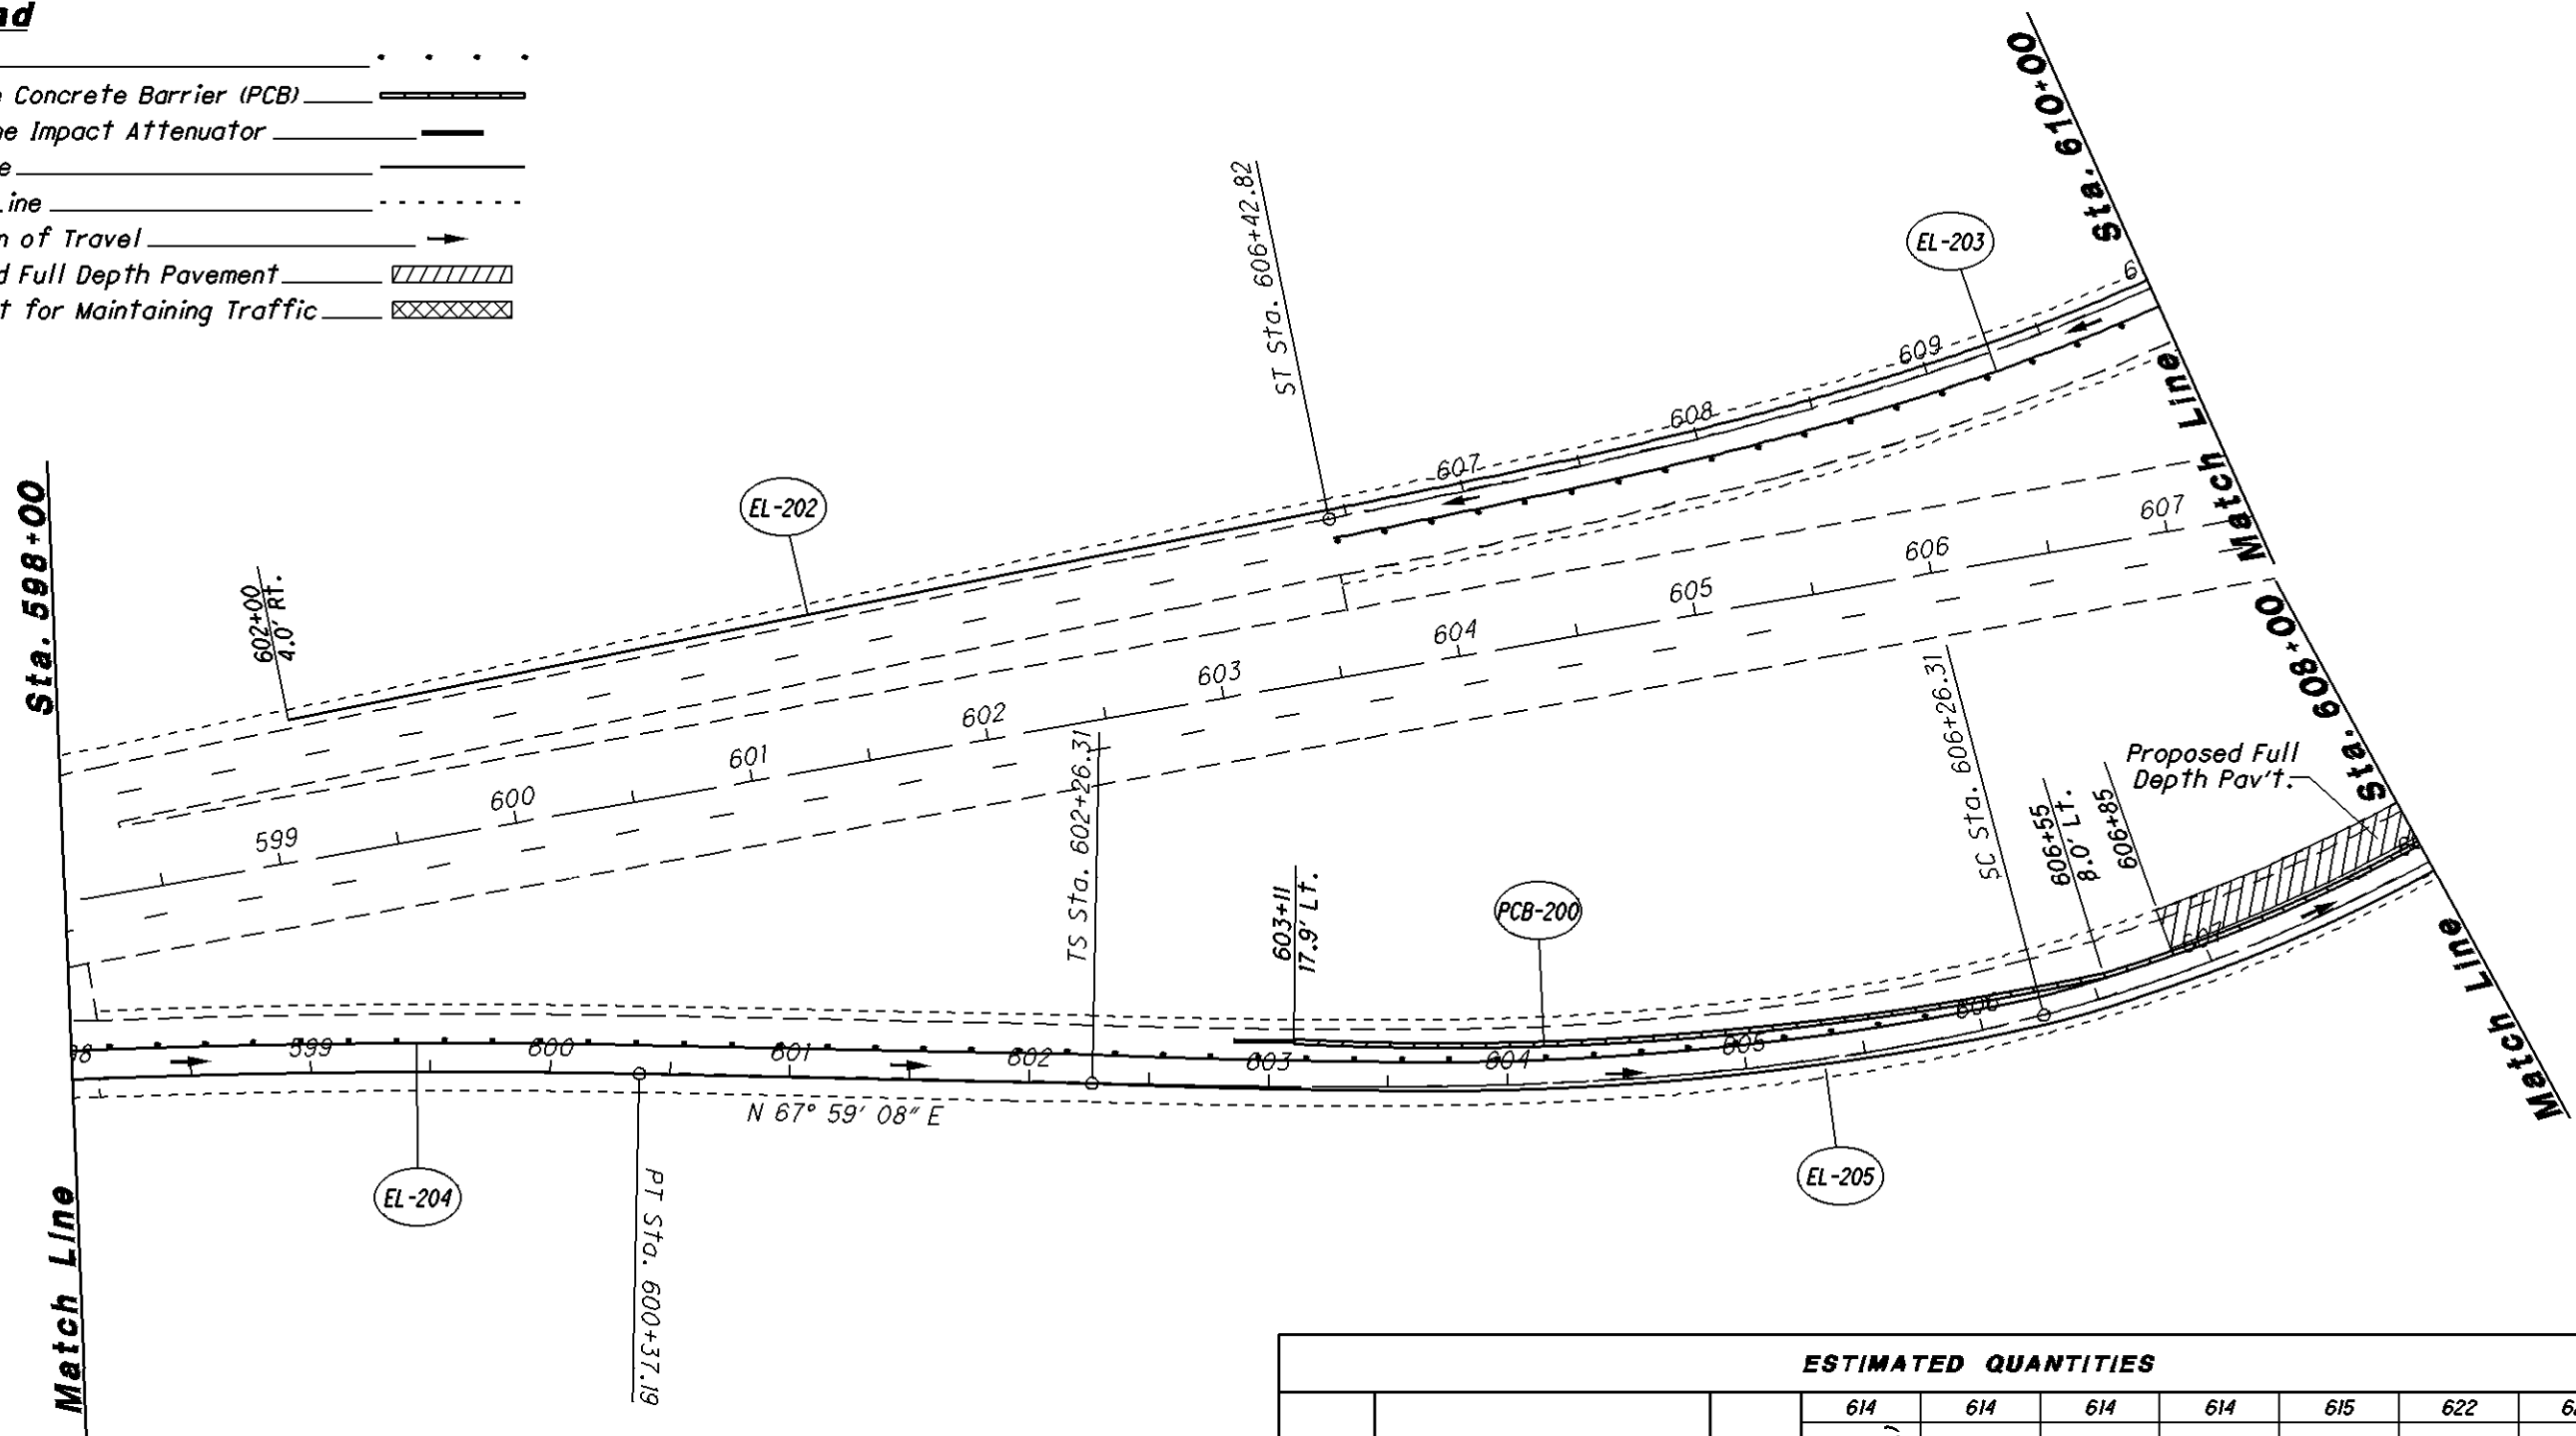 Concrete Barrier (PCB)
Impact Attenuator
of Travel
Full Depth Pavement
for Maintaining Traffic
Sta. 610+00
Match Line
ST Sta. 606+42.82
EL-203
609
608
607
EL-202
Sta. 598+00
602+00
4.0' RT.
Match Line
607
606
605
604
603
602
601
600
599
Sta. 608+00
Proposed Full
Depth Pav't.
TS Sta. 602+26.31
SC Sta. 606+26.31
606+55
8.0' Lt.
606+85
603+11
17.9' Lt.
PCB-200
599
600
601
602
603
604
605
606
607
Match Line
Match Line
N 67° 59' 08" E
EL-204
EL-205
PT Sta. 600+37.19
Match Line
ESTIMATED QUANTITIES
614 614 614 614 615 622